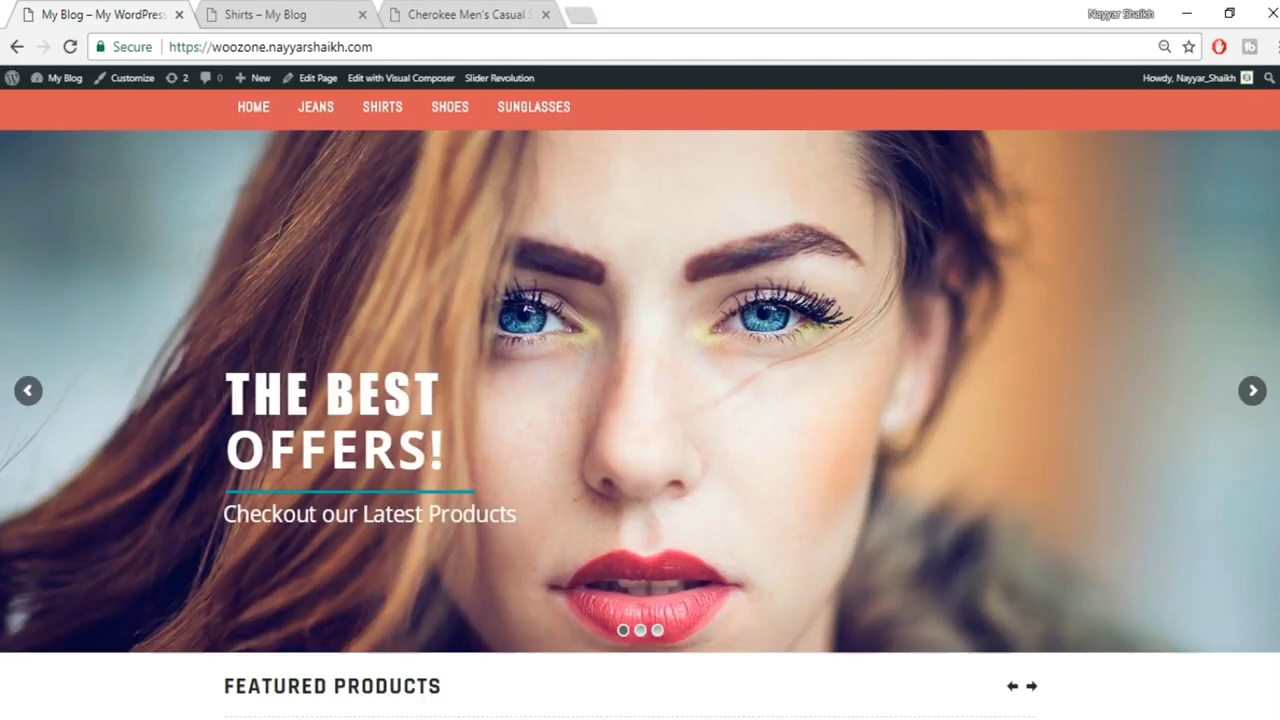 My Blog – My WordPress
Shirts – My Blog
Cherokee Men's Casual S
Nayyar Shaikh
Secure
https://woozone.nayyarshaikh.com
My Blog
Customize
2
0
New
Edit Page
Edit with Visual Composer
Slider Revolution
Howdy, Nayyar_Shaikh
HOME
JEANS
SHIRTS
SHOES
SUNGLASSES
THE BEST
OFFERS!
Checkout our Latest Products
FEATURED PRODUCTS